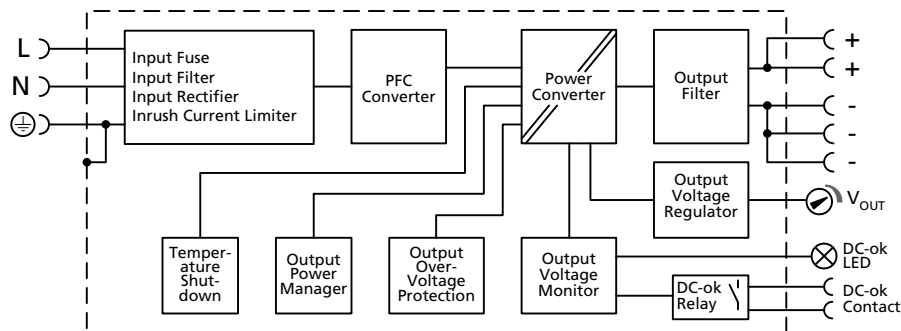 L
N
Input Fuse
Input Filter
Input Rectifier
Inrush Current Limiter
PFC
Converter
Power
Converter
Output
Filter
+
+
-
-
-
Output
Voltage
Regulator
VOUT
Temper-
ature
Shut-
down
Output
Power
Manager
Output
Over-
Voltage
Protection
Output
Voltage
Monitor
DC-ok
Relay
DC-ok
LED
DC-ok
Contact